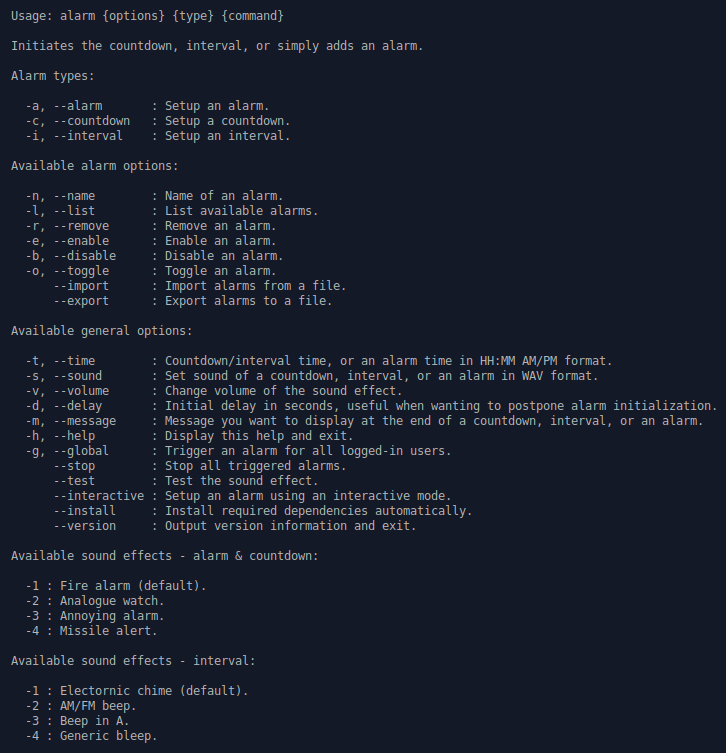 Usage: alarm {options} {type} {command}
Initiates the countdown, interval, or simply adds an alarm.
Alarm types:
-a, --alarm       : Setup an alarm.
-c, --countdown   : Setup a countdown.
-i, --interval    : Setup an interval.
Available alarm options:
-n, --name        : Name of an alarm.
-l, --list        : List available alarms.
-r, --remove      : Remove an alarm.
-e, --enable      : Enable an alarm.
-b, --disable     : Disable an alarm.
-o, --toggle      : Toggle an alarm.
    --import      : Import alarms from a file.
    --export      : Export alarms to a file.
Available general options:
-t, --time        : Countdown/interval time, or an alarm time in HH:MM AM/PM format.
-s, --sound       : Set sound of a countdown, interval, or an alarm in WAV format.
-v, --volume      : Change volume of the sound effect.
-d, --delay       : Initial delay in seconds, useful when wanting to postpone alarm initialization.
-m, --message     : Message you want to display at the end of a countdown, interval, or an alarm.
-h, --help        : Display this help and exit.
-g, --global      : Trigger an alarm for all logged-in users.
    --stop        : Stop all triggered alarms.
    --test        : Test the sound effect.
    --interactive : Setup an alarm using an interactive mode.
    --install     : Install required dependencies automatically.
    --version     : Output version information and exit.
Available sound effects - alarm & countdown:
-1 : Fire alarm (default).
-2 : Analogue watch.
-3 : Annoying alarm.
-4 : Missile alert.
Available sound effects - interval:
-1 : Electornic chime (default).
-2 : AM/FM beep.
-3 : Beep in A.
-4 : Generic bleep.